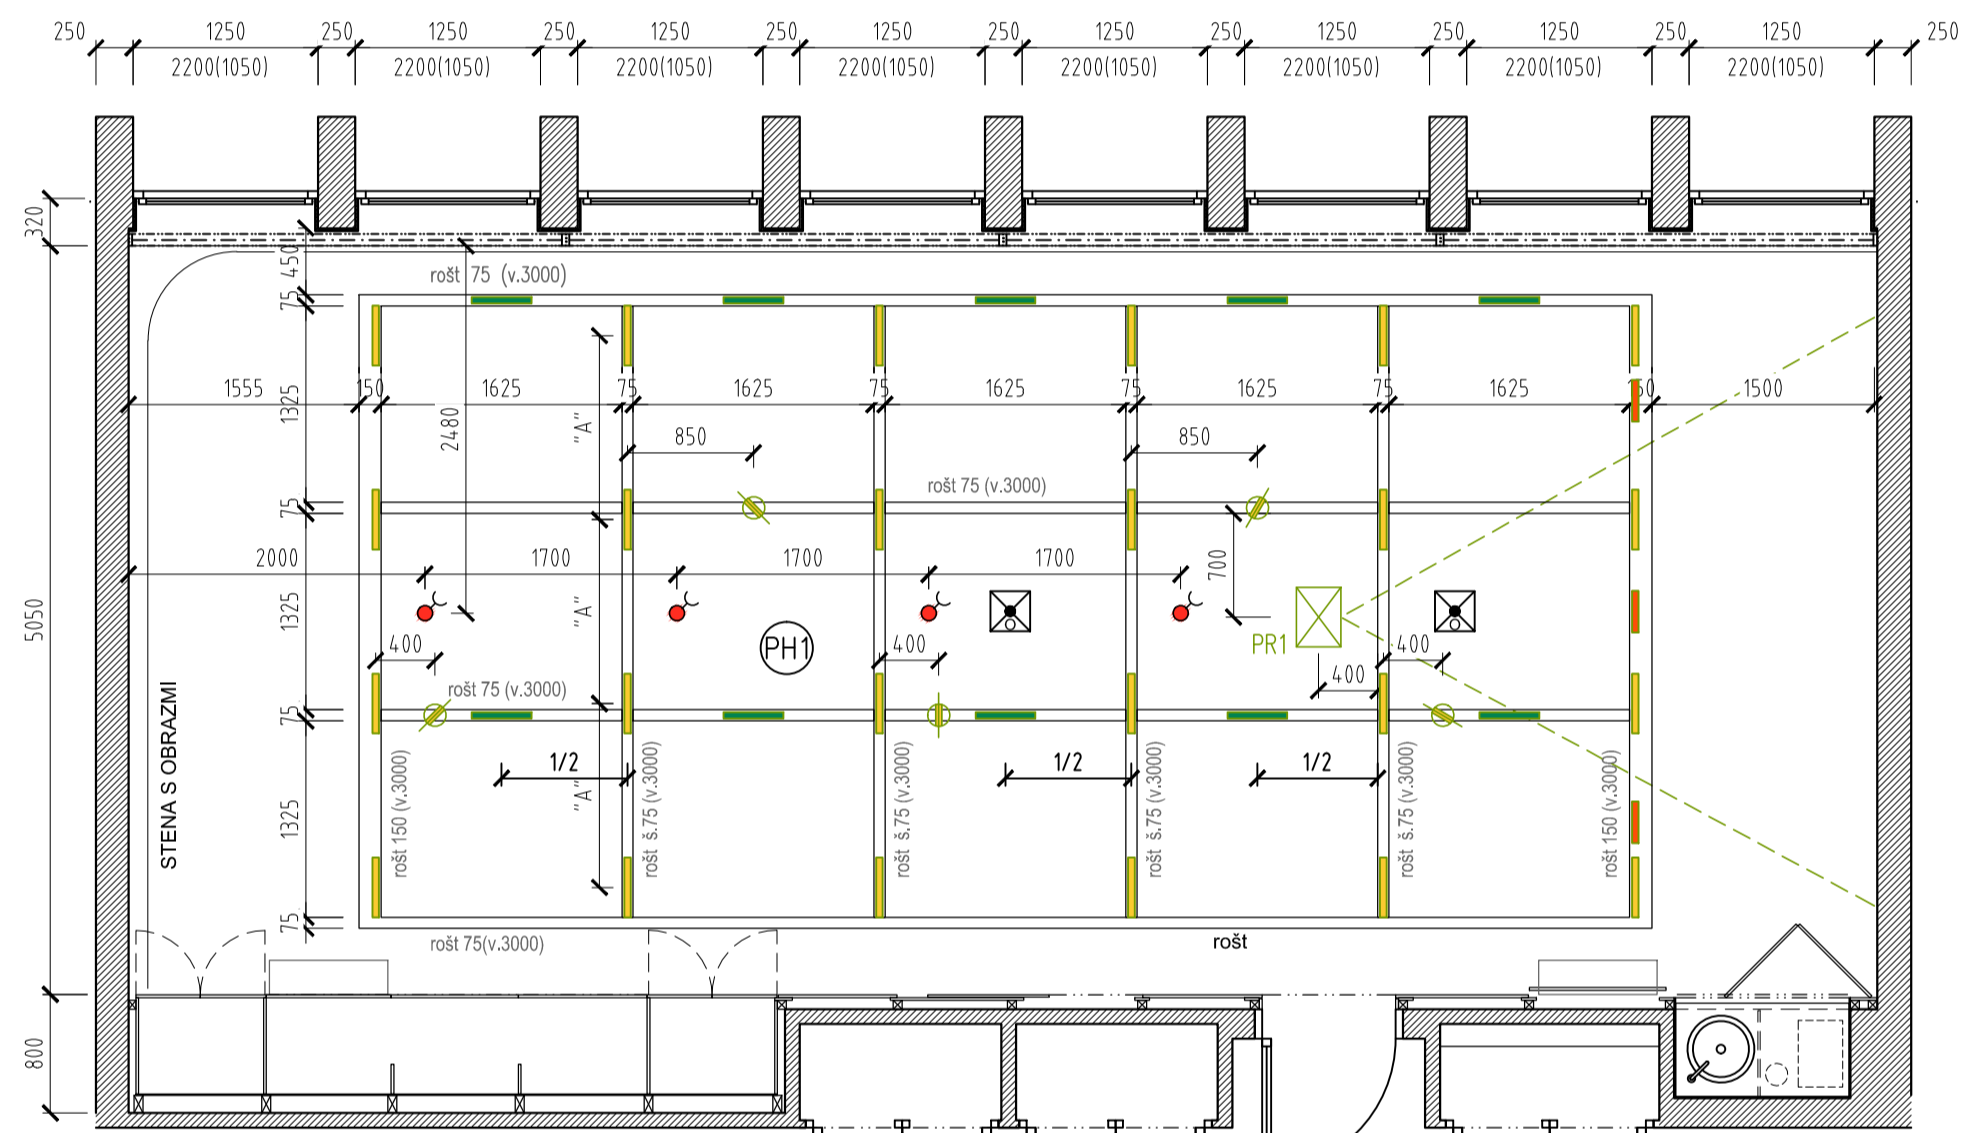 250 1250 250 1250 250 1250 250 1250 250 1250 250 1250 250 1250 250 1250 250
2200(1050) 2200(1050) 2200(1050) 2200(1050) 2200(1050) 2200(1050) 2200(1050) 2200(1050)
320
450
rošt 75 (v.3000)
75
1555 150 1625 75 1625 75 1625 75 1625 75 1625 150 1500
1325
2480
"A"
850 850
rošt 75 (v.3000)
75
2000 1700 1700 1700
700
1325
"A"
5050
PH1
PR1
400 400 400
400
rošt 75 (v.3000)
75
STENA S OBRAZMI
1/2 1/2 1/2
"A"
1325
rošt 150 (v.3000)
rošt š.75 (v.3000)
rošt š.75 (v.3000)
rošt š.75 (v.3000)
rošt š.75 (v.3000)
rošt 150 (v.3000)
75
rošt 75(v.3000)
rošt
800